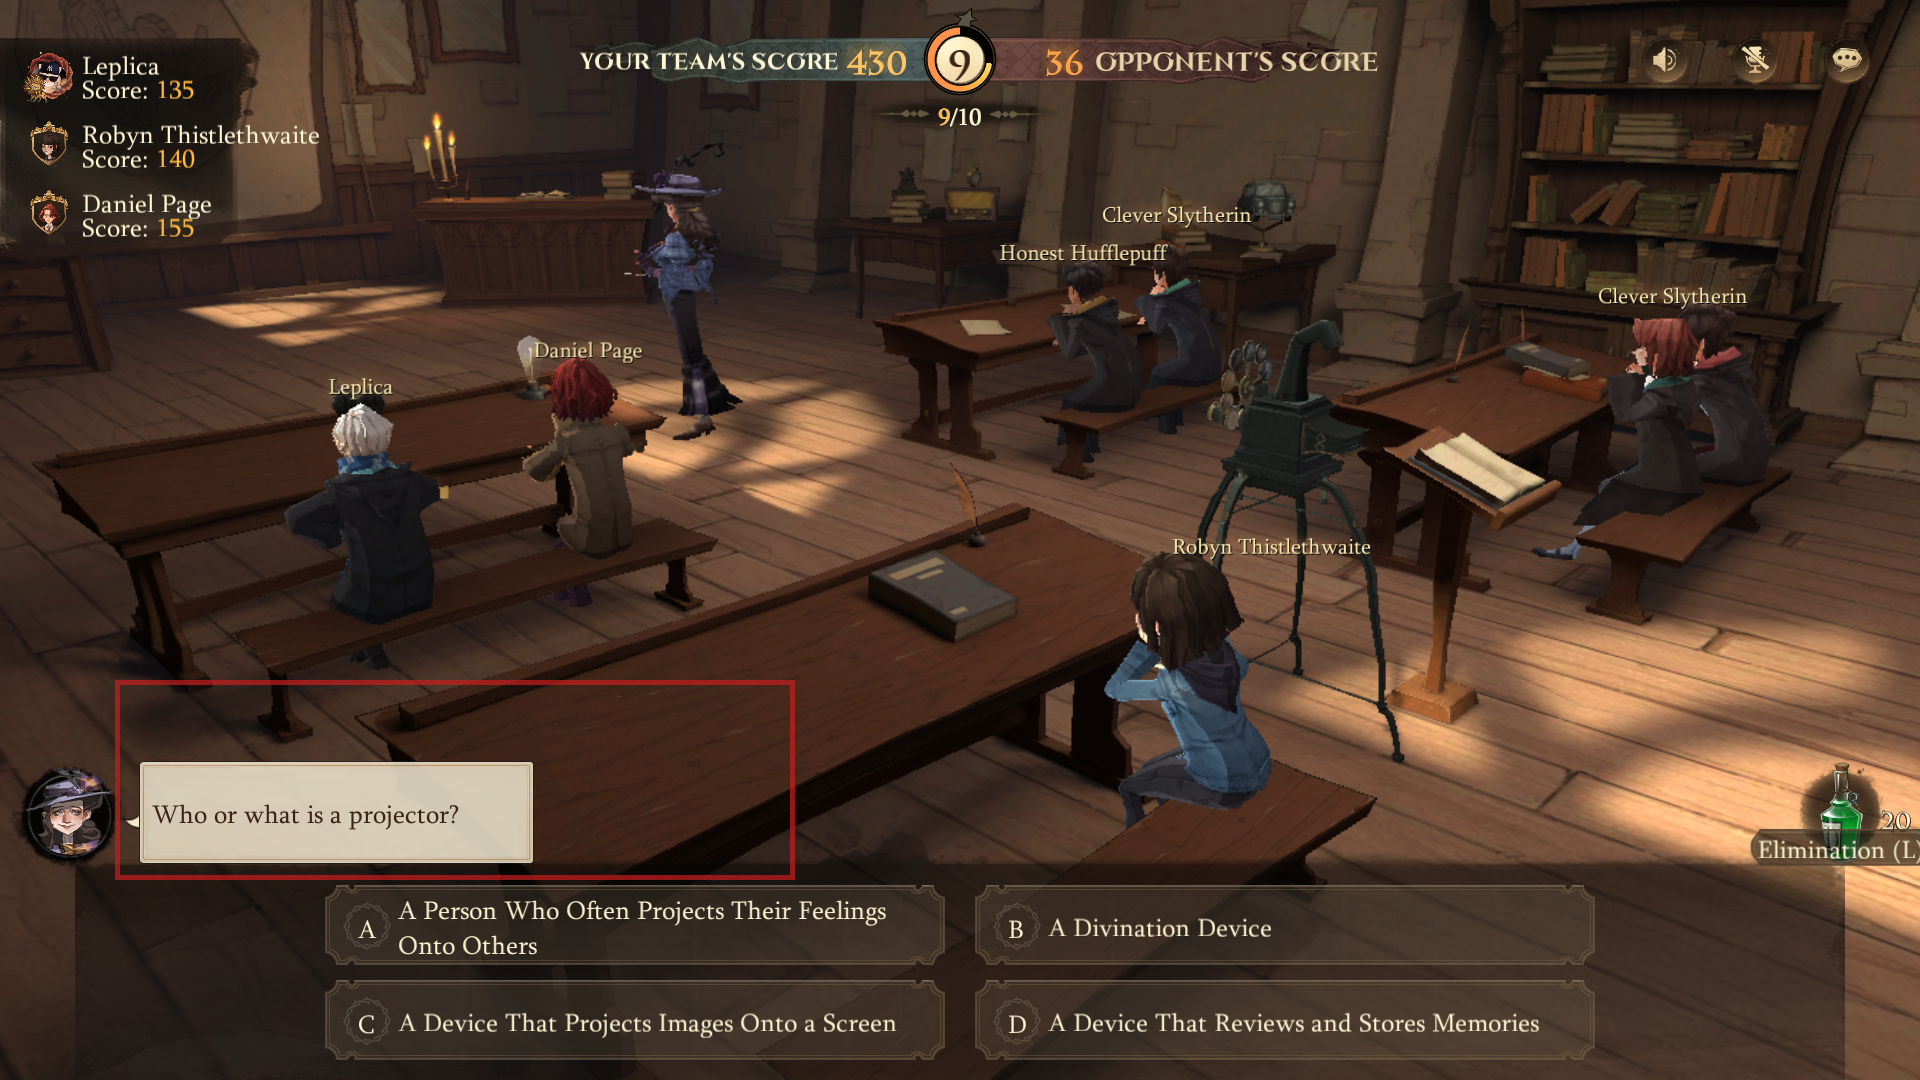 Leplica
Score: 135
Robyn Thistlethwaite
Score: 140
Daniel Page
Score: 155
YOUR TEAM'S SCORE 430 9 36 OPPONENT'S SCORE
9/10
Clever Slytherin
Honest Hufflepuff
Clever Slytherin
Daniel Page
Leplica
Robyn Thistlethwaite
Who or what is a projector?
20
Elimination (L)
A A Person Who Often Projects Their Feelings
Onto Others
B A Divination Device
C A Device That Projects Images Onto a Screen
D A Device That Reviews and Stores Memories